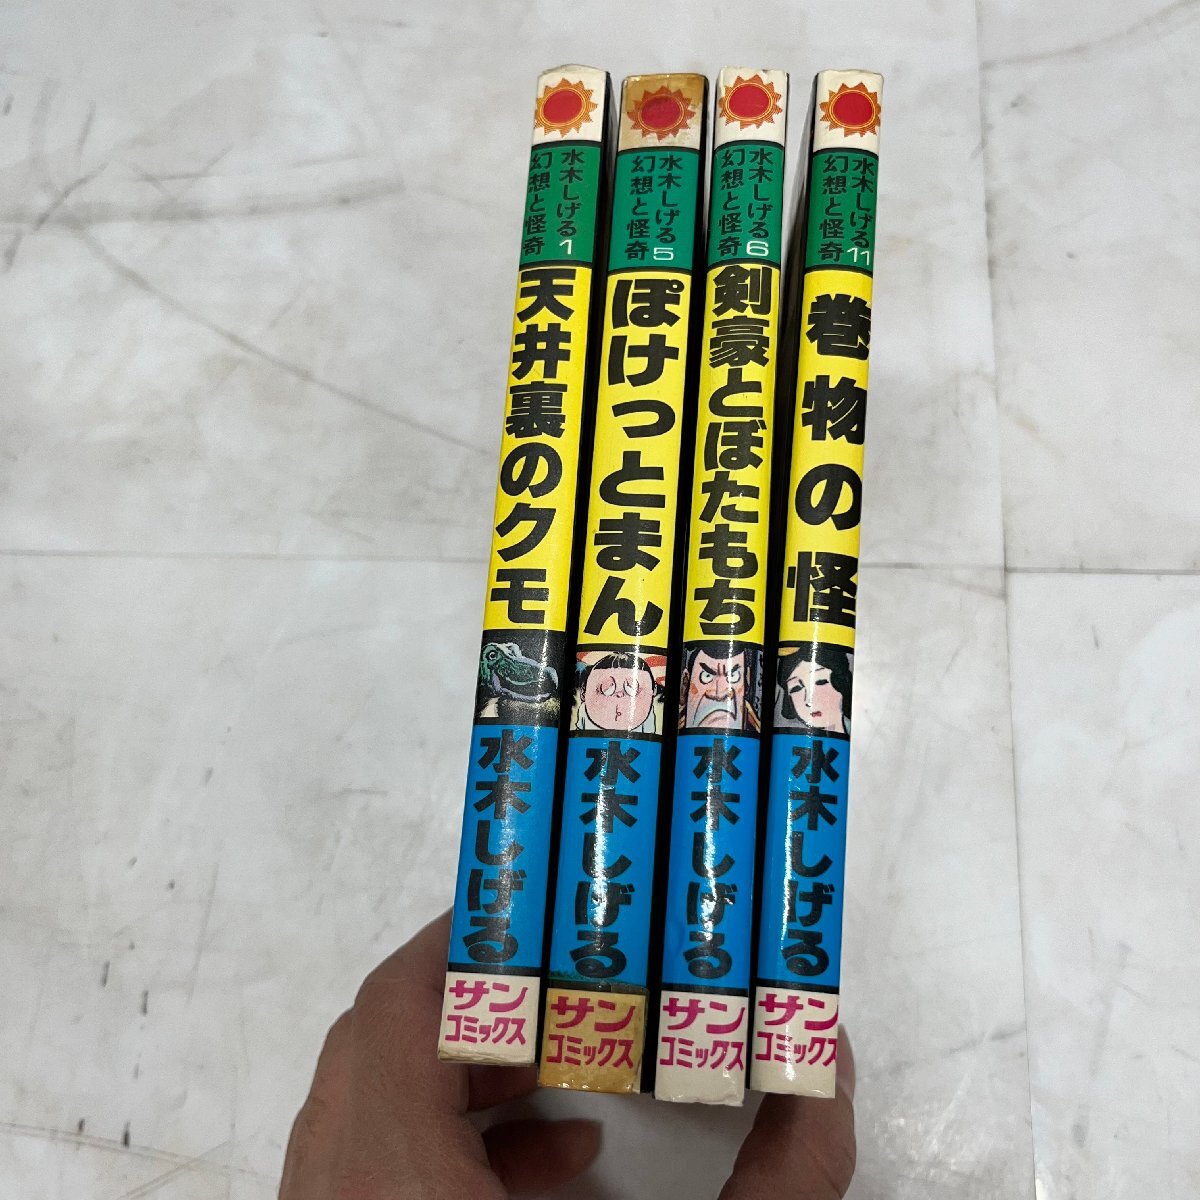 水木しげる
幻想と怪奇 1
天井裏のクモ
水木しげる
サン
コミックス
水木しげる
幻想と怪奇 5
ぽけっとまん
水木しげる
サン
コミックス
水木しげる
幻想と怪奇 6
剣豪とぼたもち
水木しげる
サン
コミックス
水木しげる
幻想と怪奇 11
巻物の怪
水木しげる
サン
コミックス